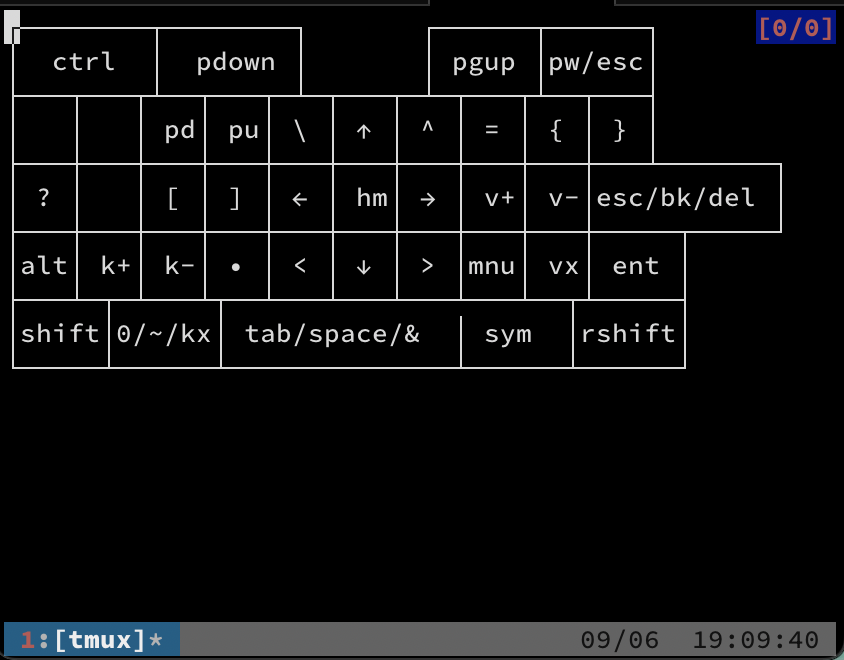 [0/0]
ctrl pdown pgup pw/esc
pd pu \ ↑ ^ = { }
? [ ] ← hm → v+ v- esc/bk/del
alt k+ k- • < ↓ > mnu vx ent
shift 0/~/kx tab/space/& sym rshift
1:[tmux]* 09/06 19:09:40